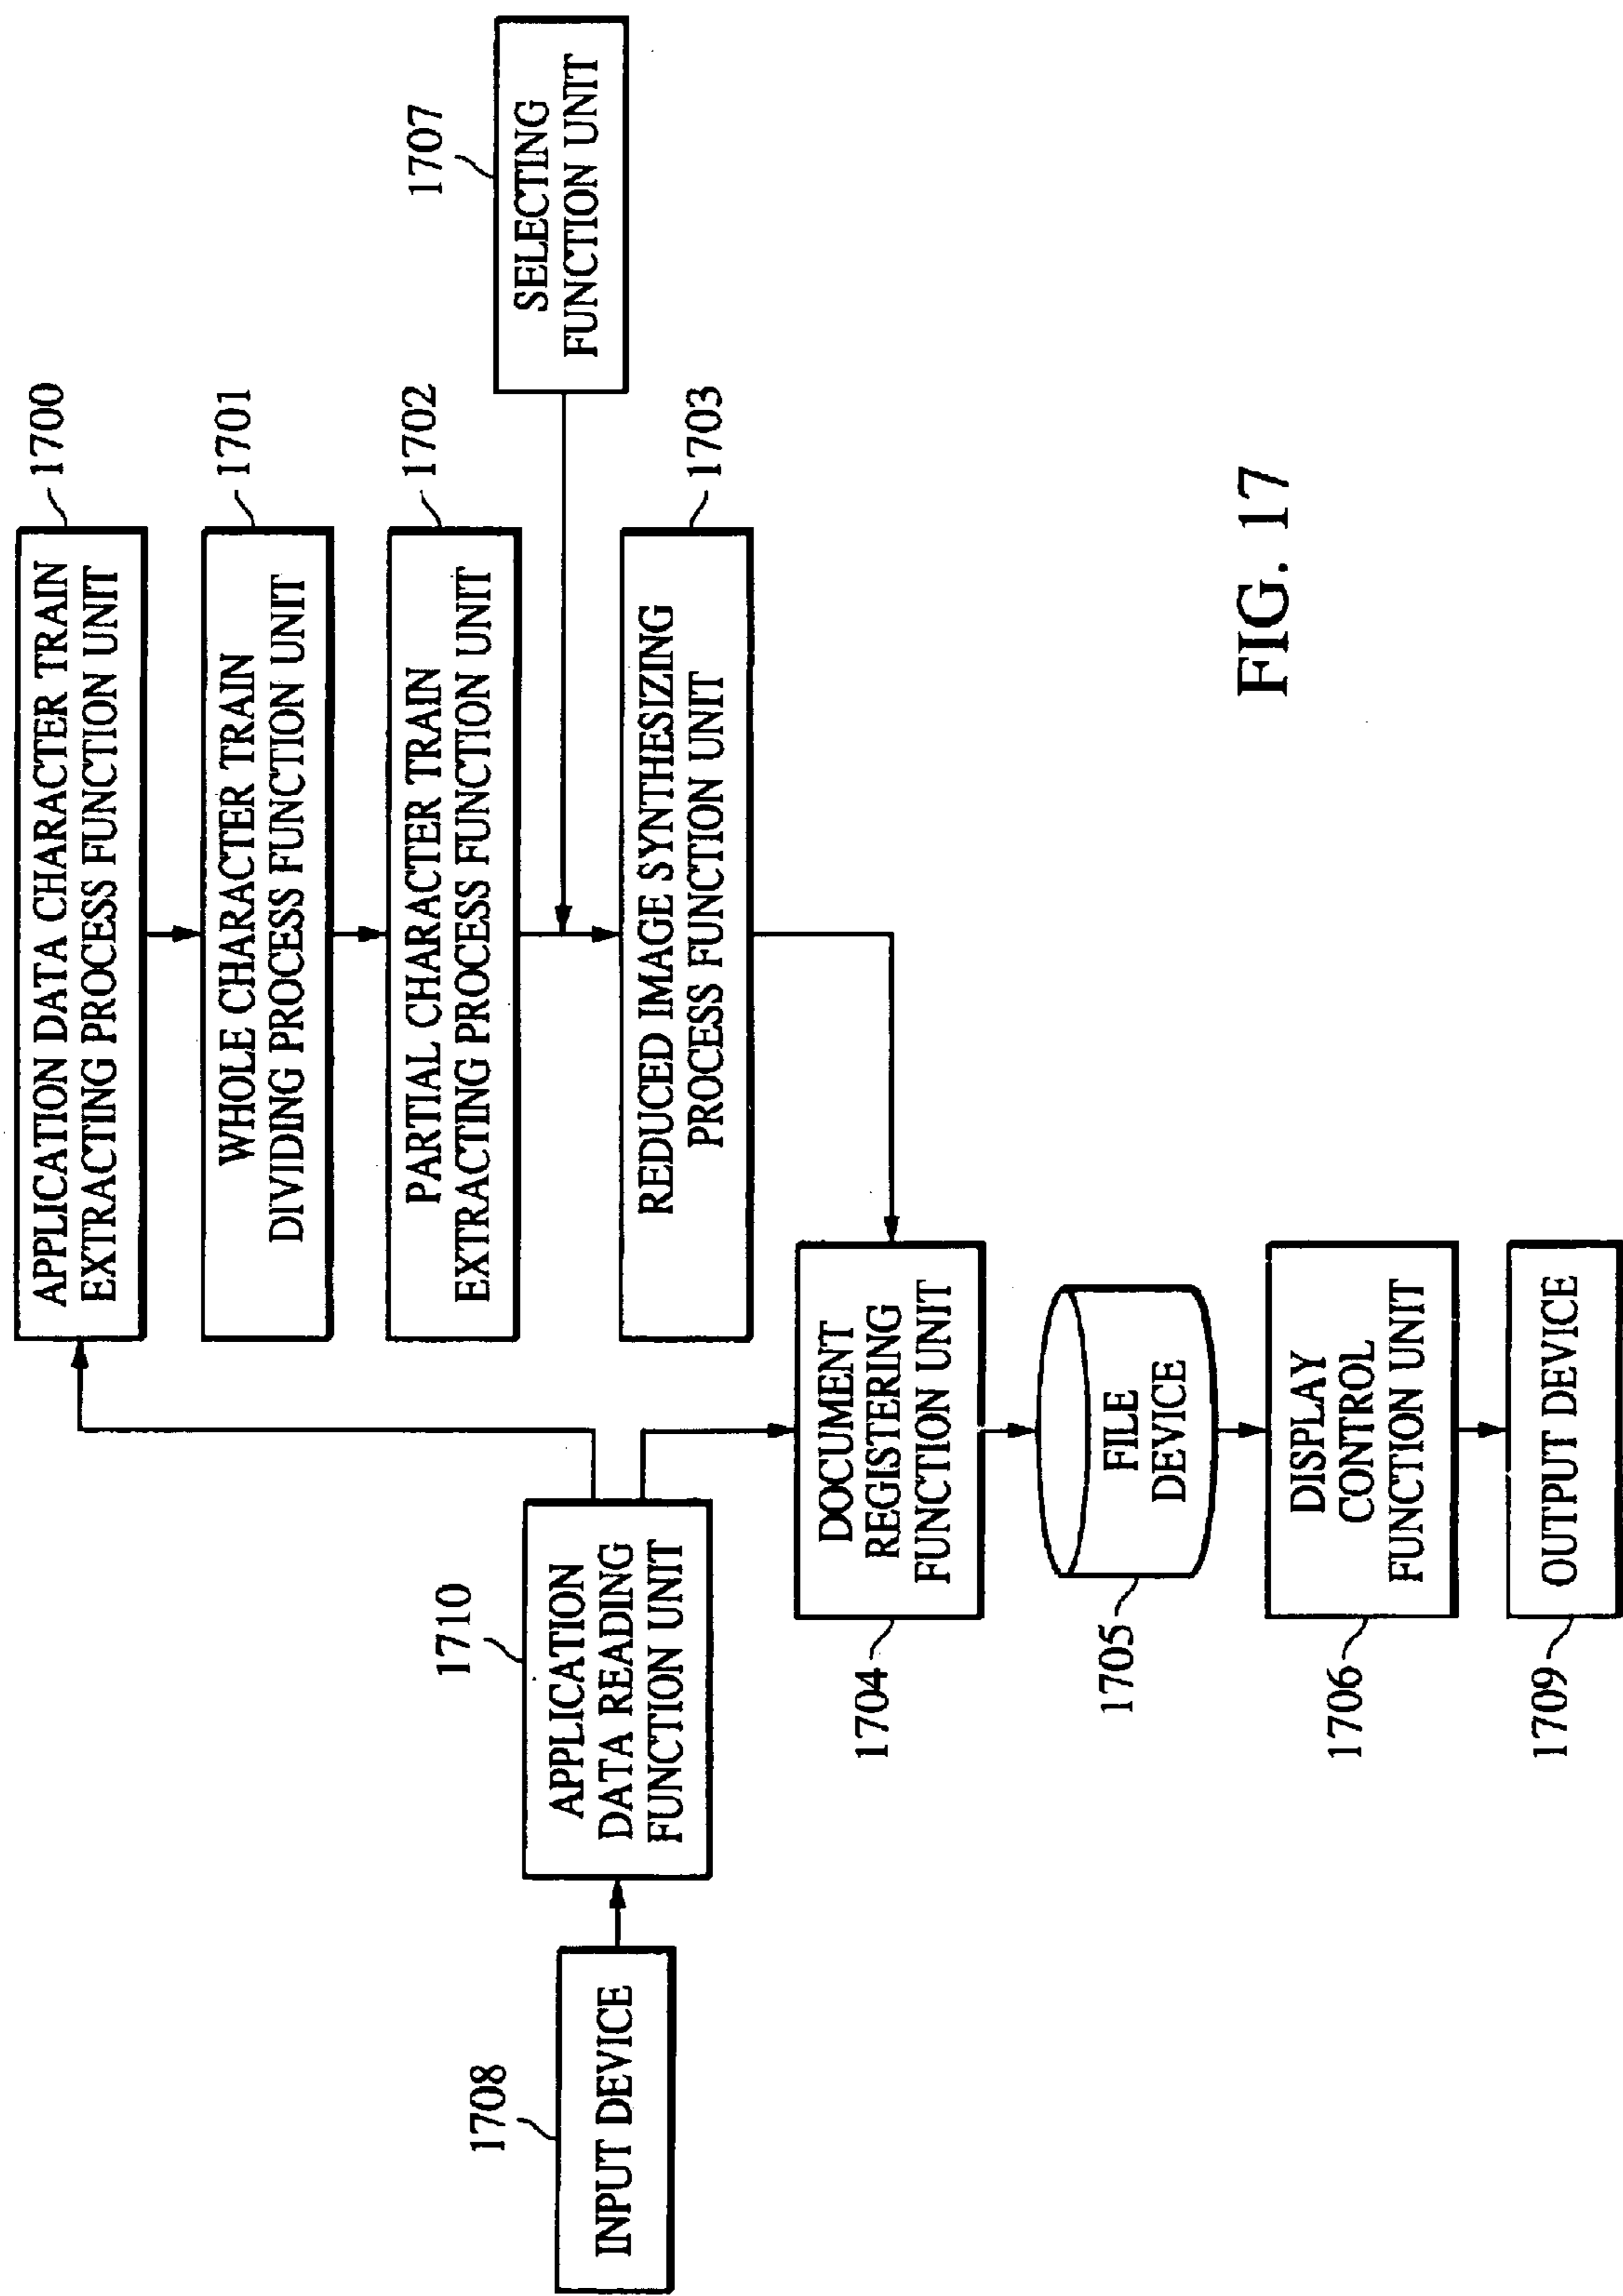 1700
APPLICATION DATA CHARACTER TRAIN
EXTRACTING PROCESS FUNCTION UNIT
1701
WHOLE CHARACTER TRAIN
DIVIDING PROCESS FUNCTION UNIT
1702
PARTIAL CHARACTER TRAIN
EXTRACTING PROCESS FUNCTION UNIT
1707
SELECTING
FUNCTION UNIT
1703
REDUCED IMAGE SYNTHESIZING
PROCESS FUNCTION UNIT
1708
INPUT DEVICE
1710
APPLICATION
DATA READING
FUNCTION UNIT
DOCUMENT
REGISTERING
FUNCTION UNIT
1704
FILE
DEVICE
1705
DISPLAY
CONTROL
FUNCTION UNIT
1706
OUTPUT DEVICE
1709
FIG. 17